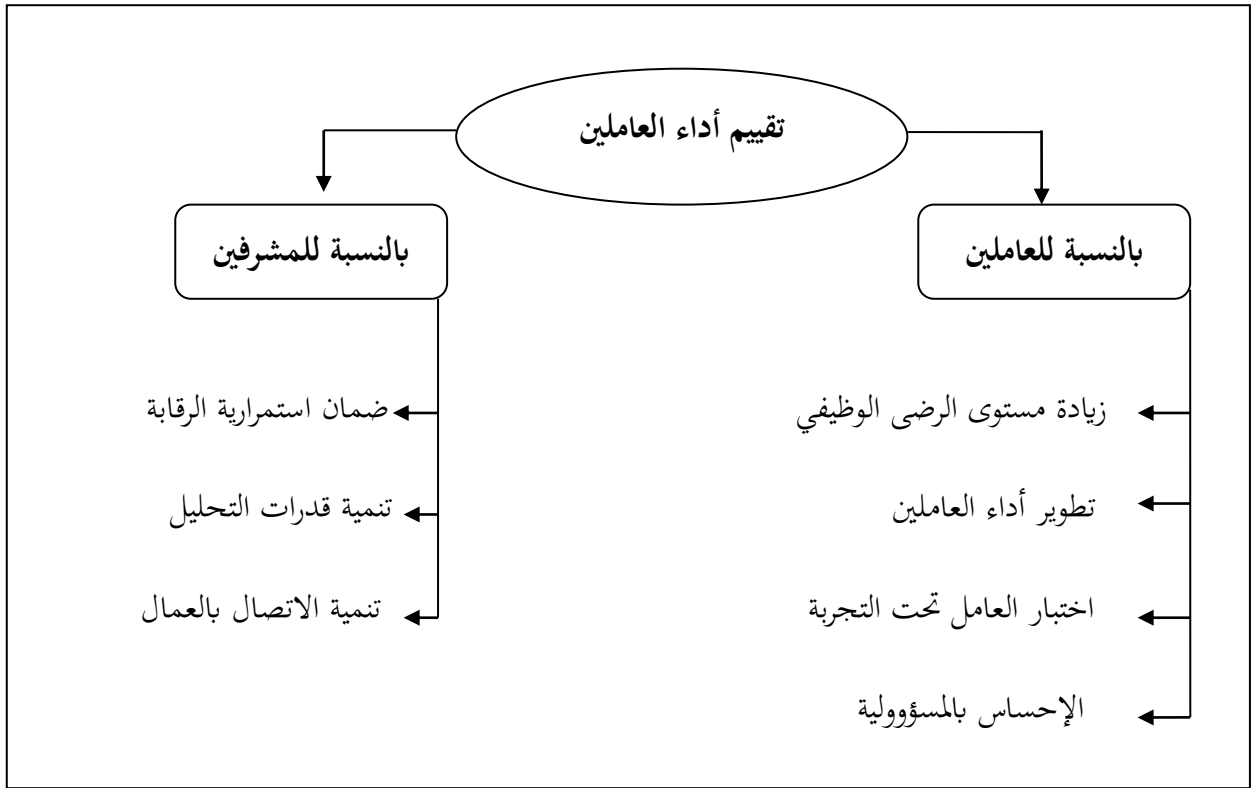 تقييم أداء العاملين
بالنسبة للعاملين
زيادة مستوى الرضى الوظيفي
تطوير أداء العاملين
اختبار العامل تحت التجربة
الإحساس بالمسؤوولية
بالنسبة للمشرفين
ضمان استمرارية الرقابة
تنمية قدرات التحليل
تنمية الاتصال بالعمال